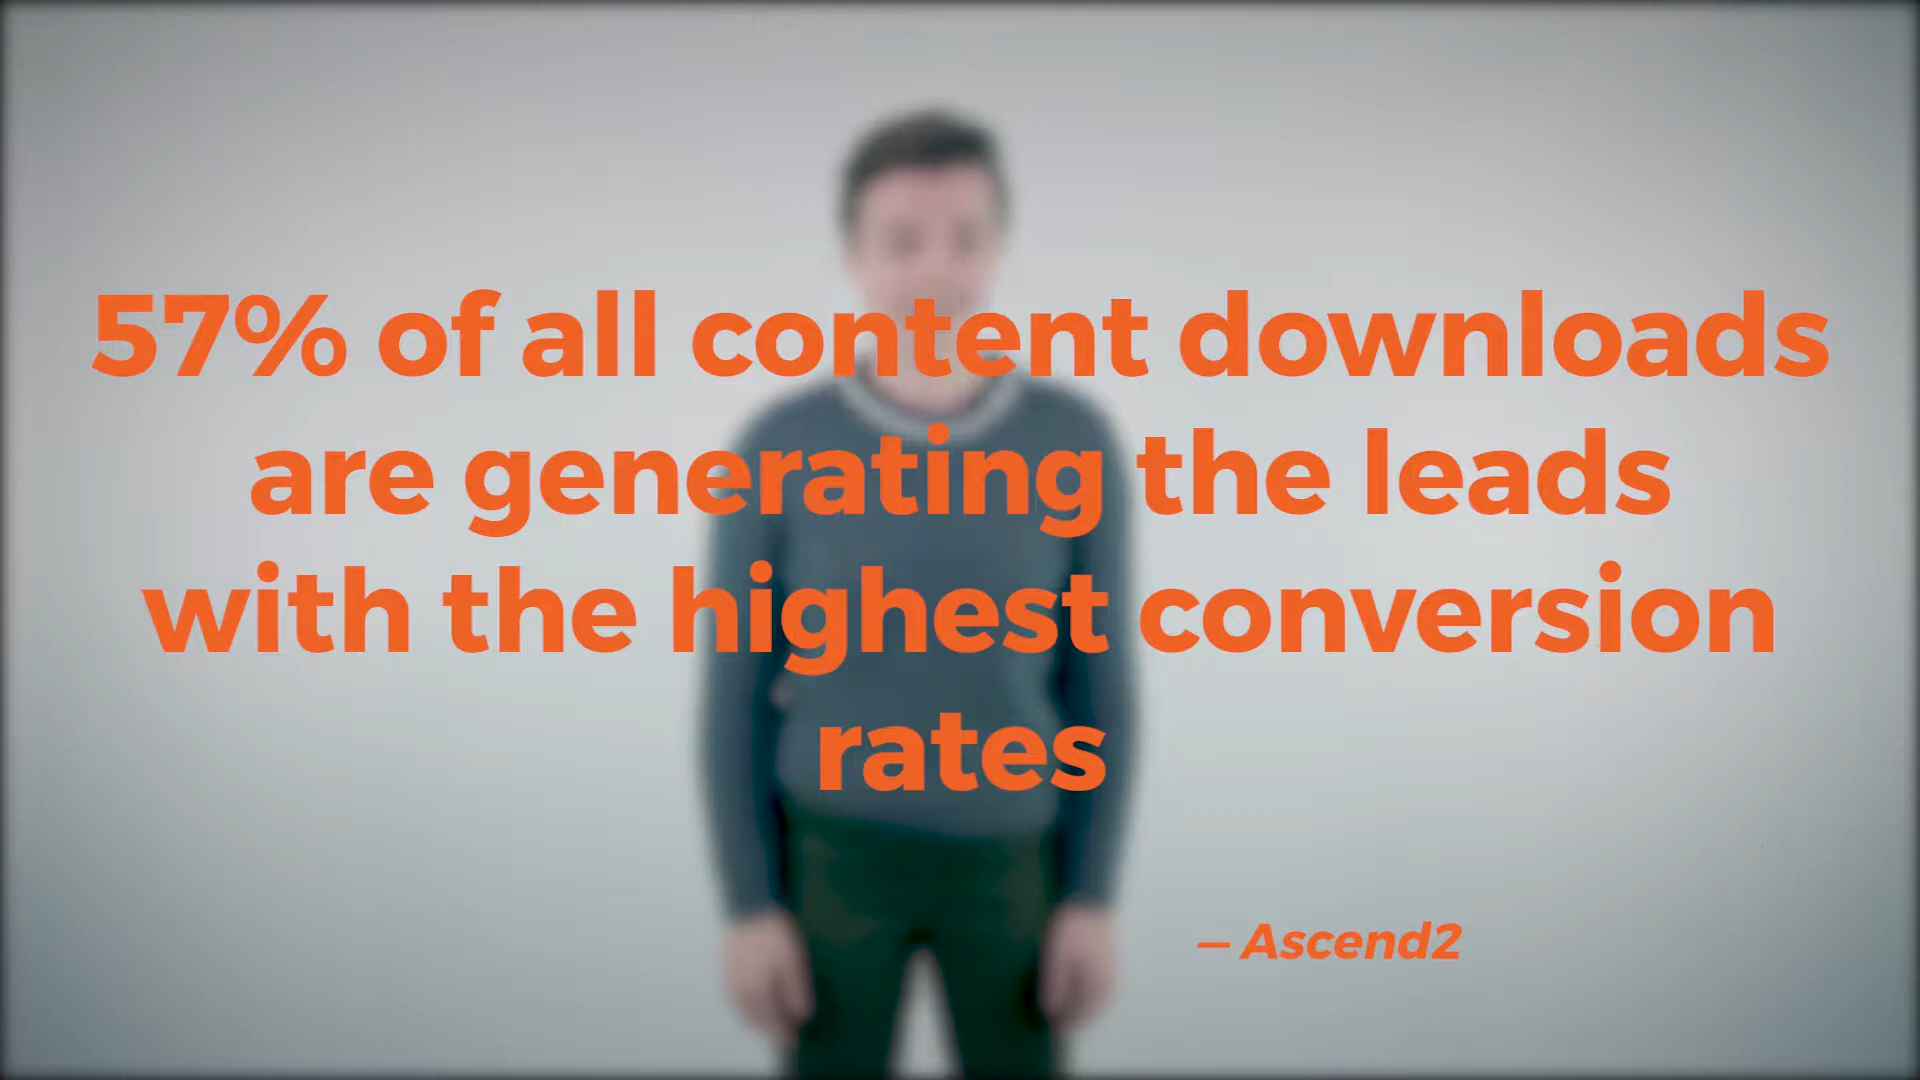 57% of all content downloads
are generating the leads
with the highest conversion
rates
– Ascend2